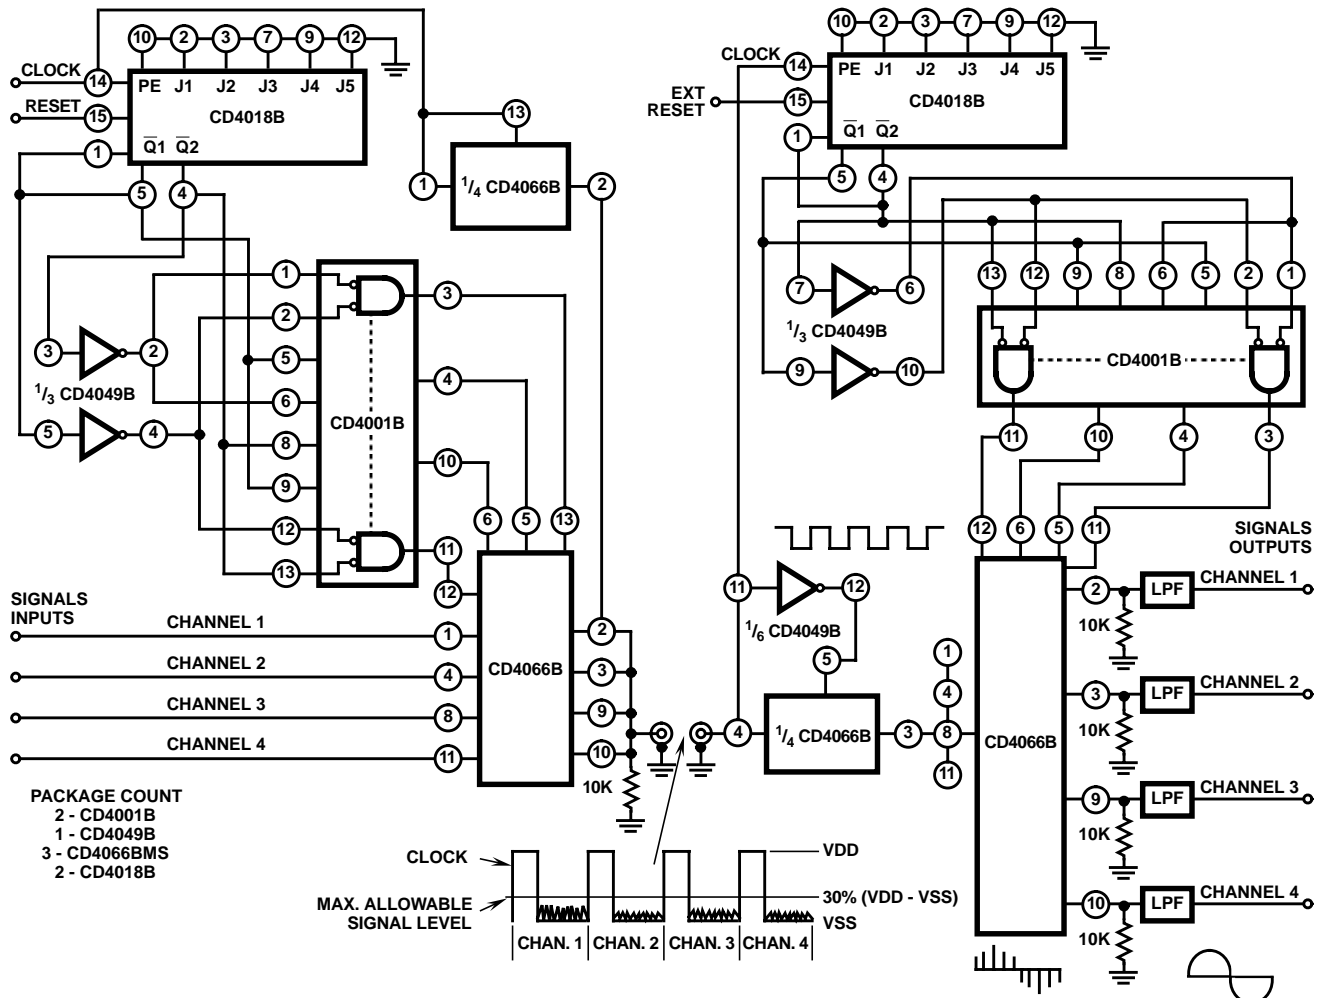 10 2 3 7 9 12
CLOCK 14 PE J1 J2 J3 J4 J5
RESET 15 CD4018B
1 Q̅1 Q̅2
5 4
13
1 1/4 CD4066B 2
1 3
2
3 2 5 4
1/3 CD4049B 6
CD4001B
5 4 8
10
9
6 5 13
12 11
13 12
SIGNALS
INPUTS
CHANNEL 1 1 2
CHANNEL 2 4 CD4066B 3
CHANNEL 3 8 9
CHANNEL 4 11 10
10K
PACKAGE COUNT
2 - CD4001B
1 - CD4049B
3 - CD4066BMS
2 - CD4018B
CLOCK VDD
MAX. ALLOWABLE
SIGNAL LEVEL
30% (VDD - VSS)
VSS
CHAN. 1 CHAN. 2 CHAN. 3 CHAN. 4
10 2 3 7 9 12
CLOCK 14 PE J1 J2 J3 J4 J5
EXT
RESET
15 CD4018B
1 Q̅1 Q̅2
5 4
13 12 9 8 6 5 2 1
7 6
1/3 CD4049B
9 10
CD4001B
11 10 4 3
12 6 5 11
11 12
1/6 CD4049B
5
4 1/4 CD4066B 3
1
4
8
11
CD4066B
SIGNALS
OUTPUTS
2 LPF CHANNEL 1
10K
3 LPF CHANNEL 2
10K
9 LPF CHANNEL 3
10K
10 LPF CHANNEL 4
10K